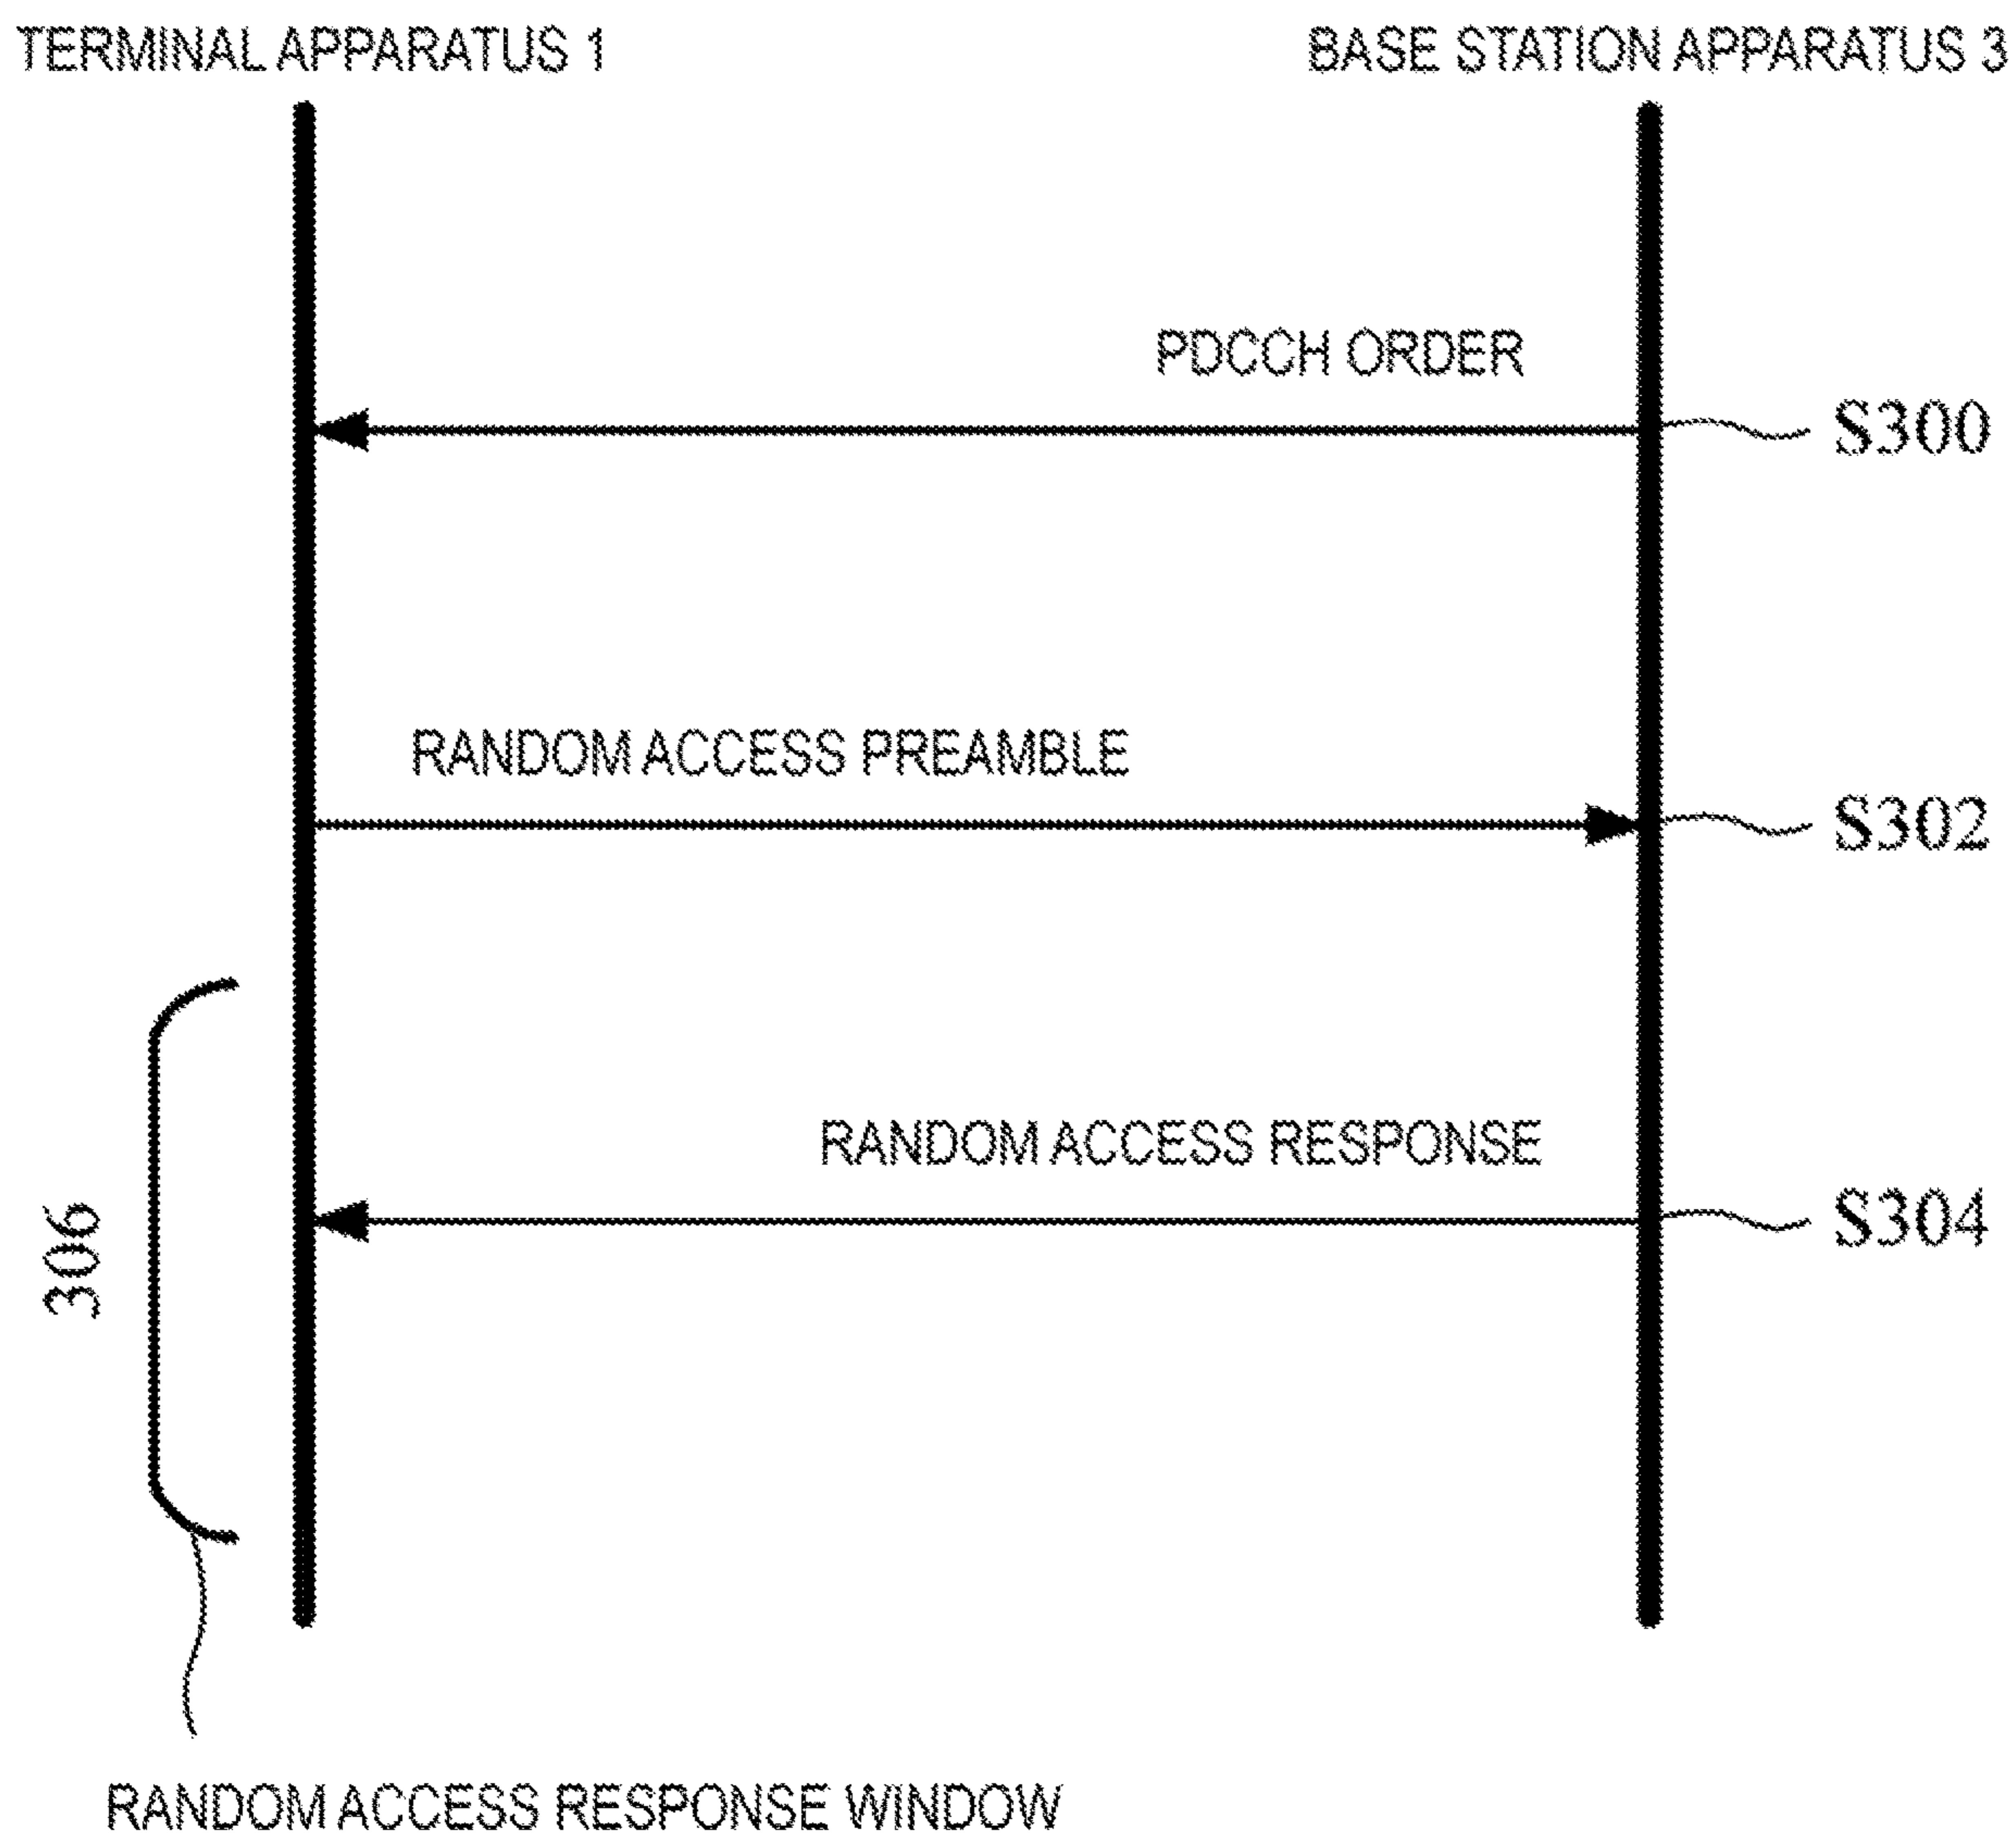 TERMINAL APPARATUS 1
BASE STATION APPARATUS 3
PDCCH ORDER
S300
RANDOM ACCESS PREAMBLE
S302
RANDOM ACCESS RESPONSE
S304
306
RANDOM ACCESS RESPONSE WINDOW